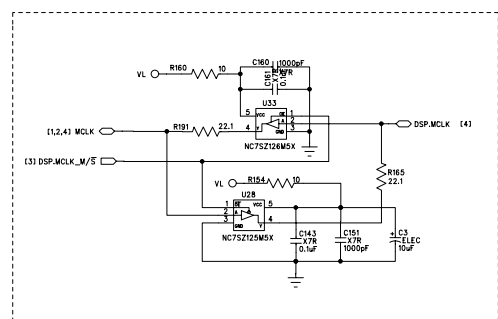 C160 1000pF
X7R
C161 X7R
0.1uF
R160 10
VL
U33
5 VCC OE 1
A 2
4 Y GND 3
NC7SZ126M5X
[1,2,4] MCLK
R191 22.1
DSP.MCLK [4]
[3] DSP.MCLK_M/S
R165
22.1
VL
R154 10
U28
1 OE VCC 5
2 A
3 GND Y 4
NC7SZ125M5X
C143
X7R
0.1uF
C151
X7R
1000pF
C3
+ ELEC
10uF